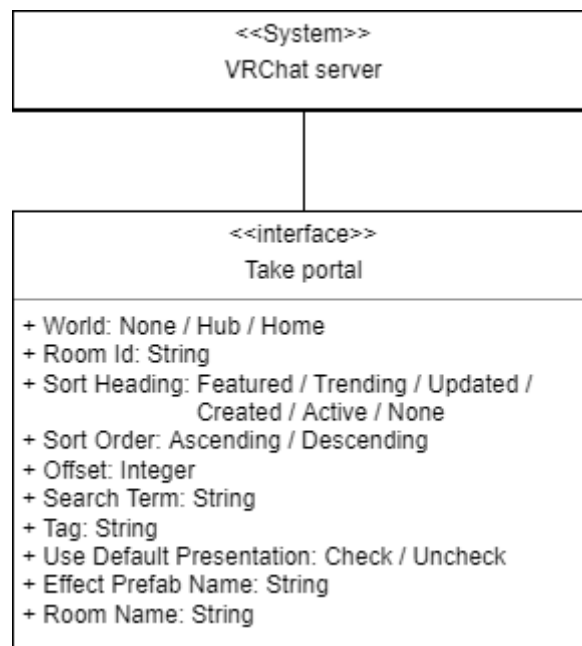 <<System>>
VRChat server
<<interface>>
Take portal
+ World: None / Hub / Home
+ Room Id: String
+ Sort Heading: Featured / Trending / Updated /
Created / Active / None
+ Sort Order: Ascending / Descending
+ Offset: Integer
+ Search Term: String
+ Tag: String
+ Use Default Presentation: Check / Uncheck
+ Effect Prefab Name: String
+ Room Name: String